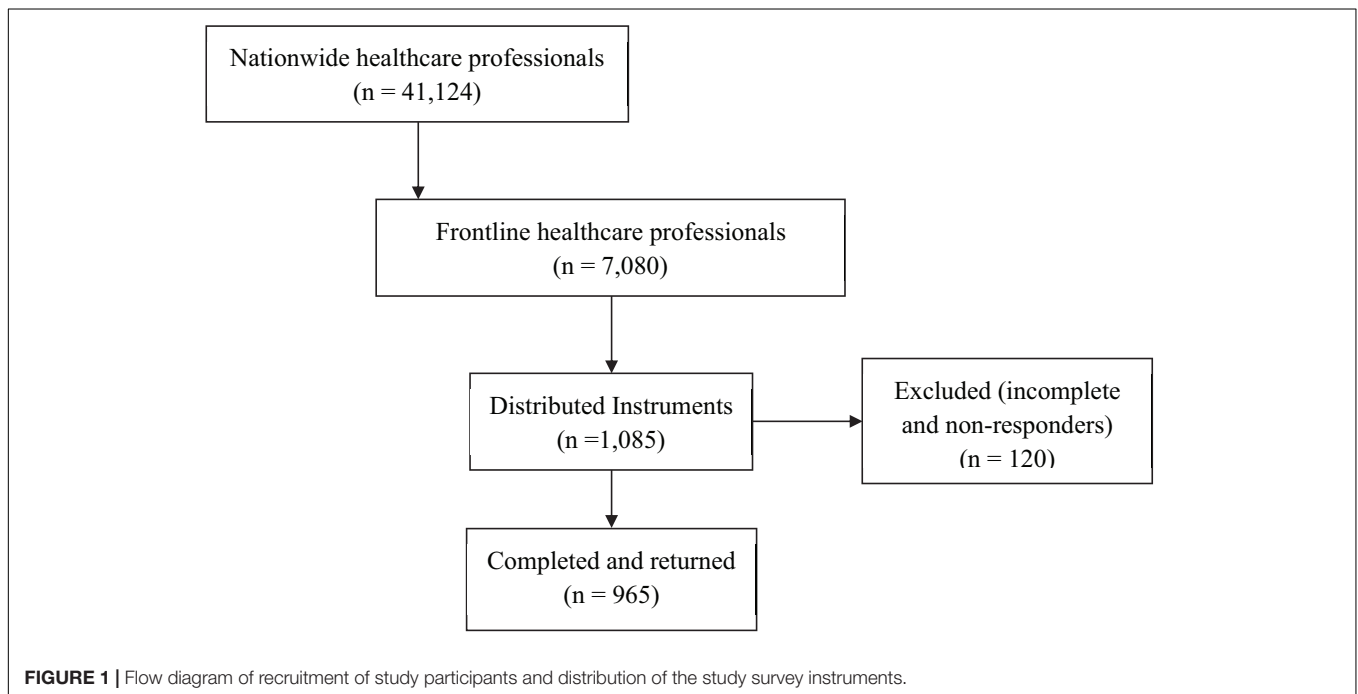 Nationwide healthcare professionals
(n = 41,124)
Frontline healthcare professionals
(n = 7,080)
Distributed Instruments
(n =1,085)
Excluded (incomplete
and non-responders)
(n = 120)
Completed and returned
(n = 965)
FIGURE 1 | Flow diagram of recruitment of study participants and distribution of the study survey instruments.